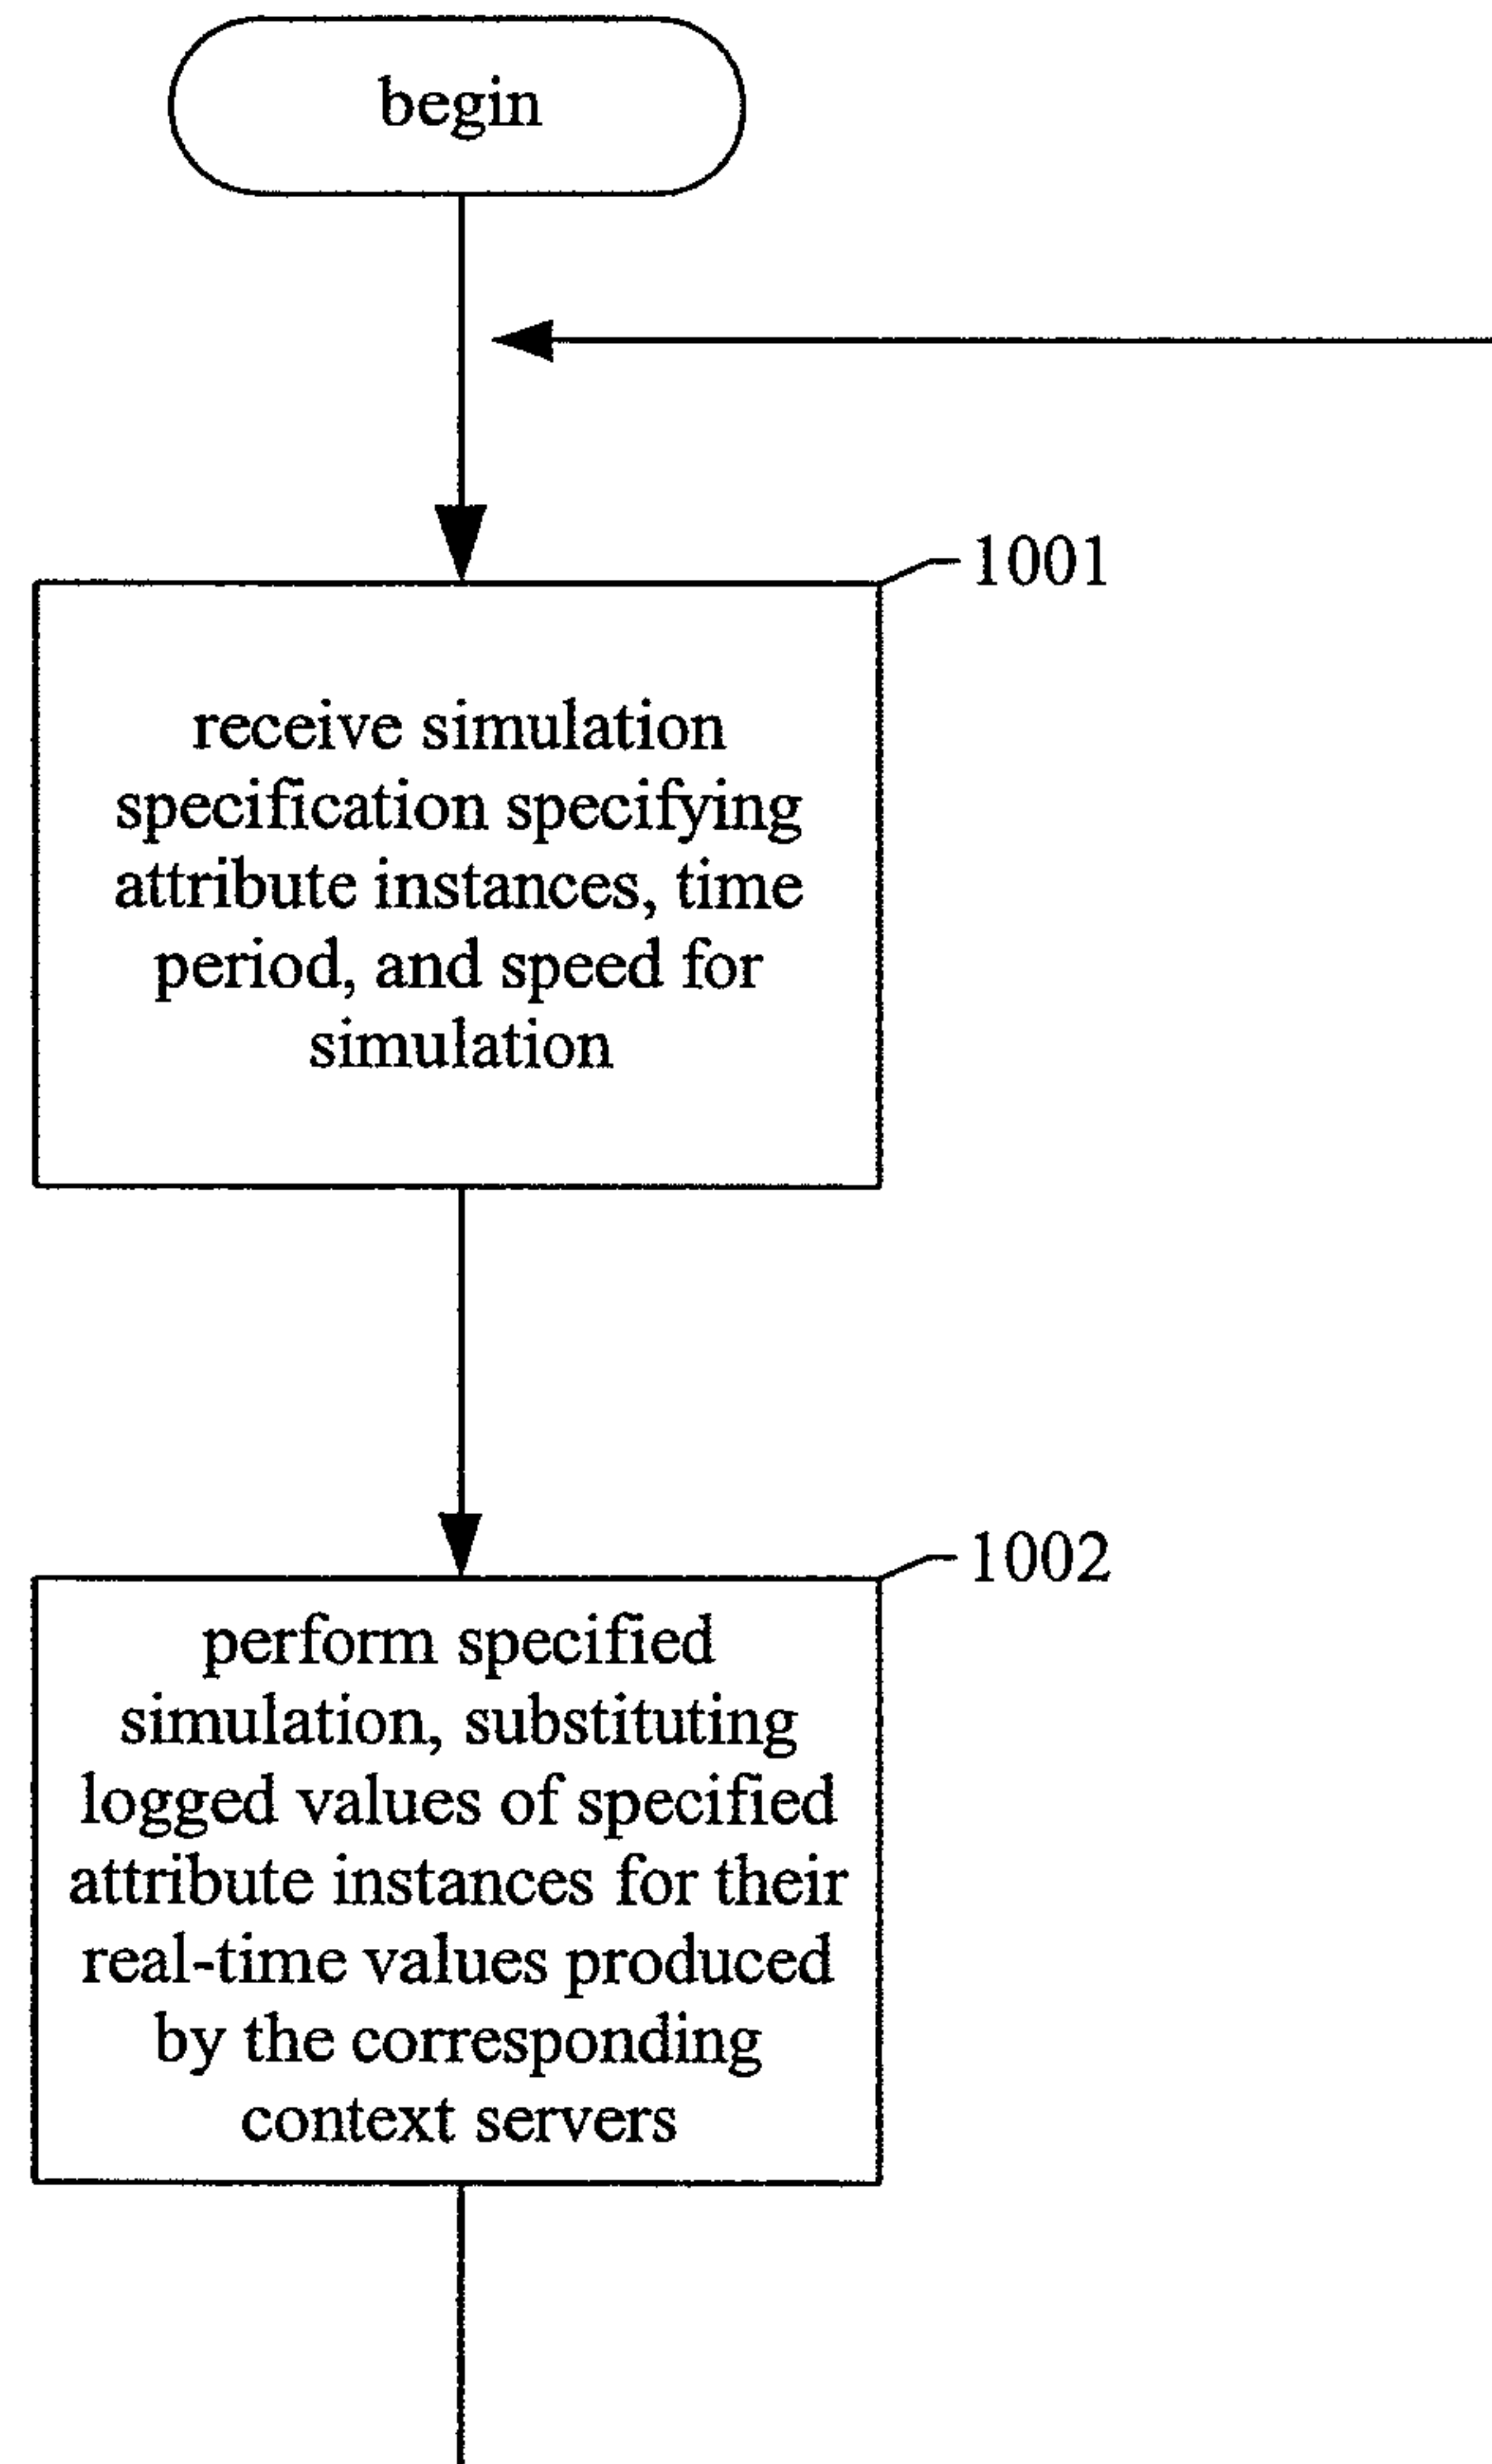 begin
1001
receive simulation
specification specifying
attribute instances, time
period, and speed for
simulation
1002
perform specified
simulation, substituting
logged values of specified
attribute instances for their
real-time values produced
by the corresponding
context servers